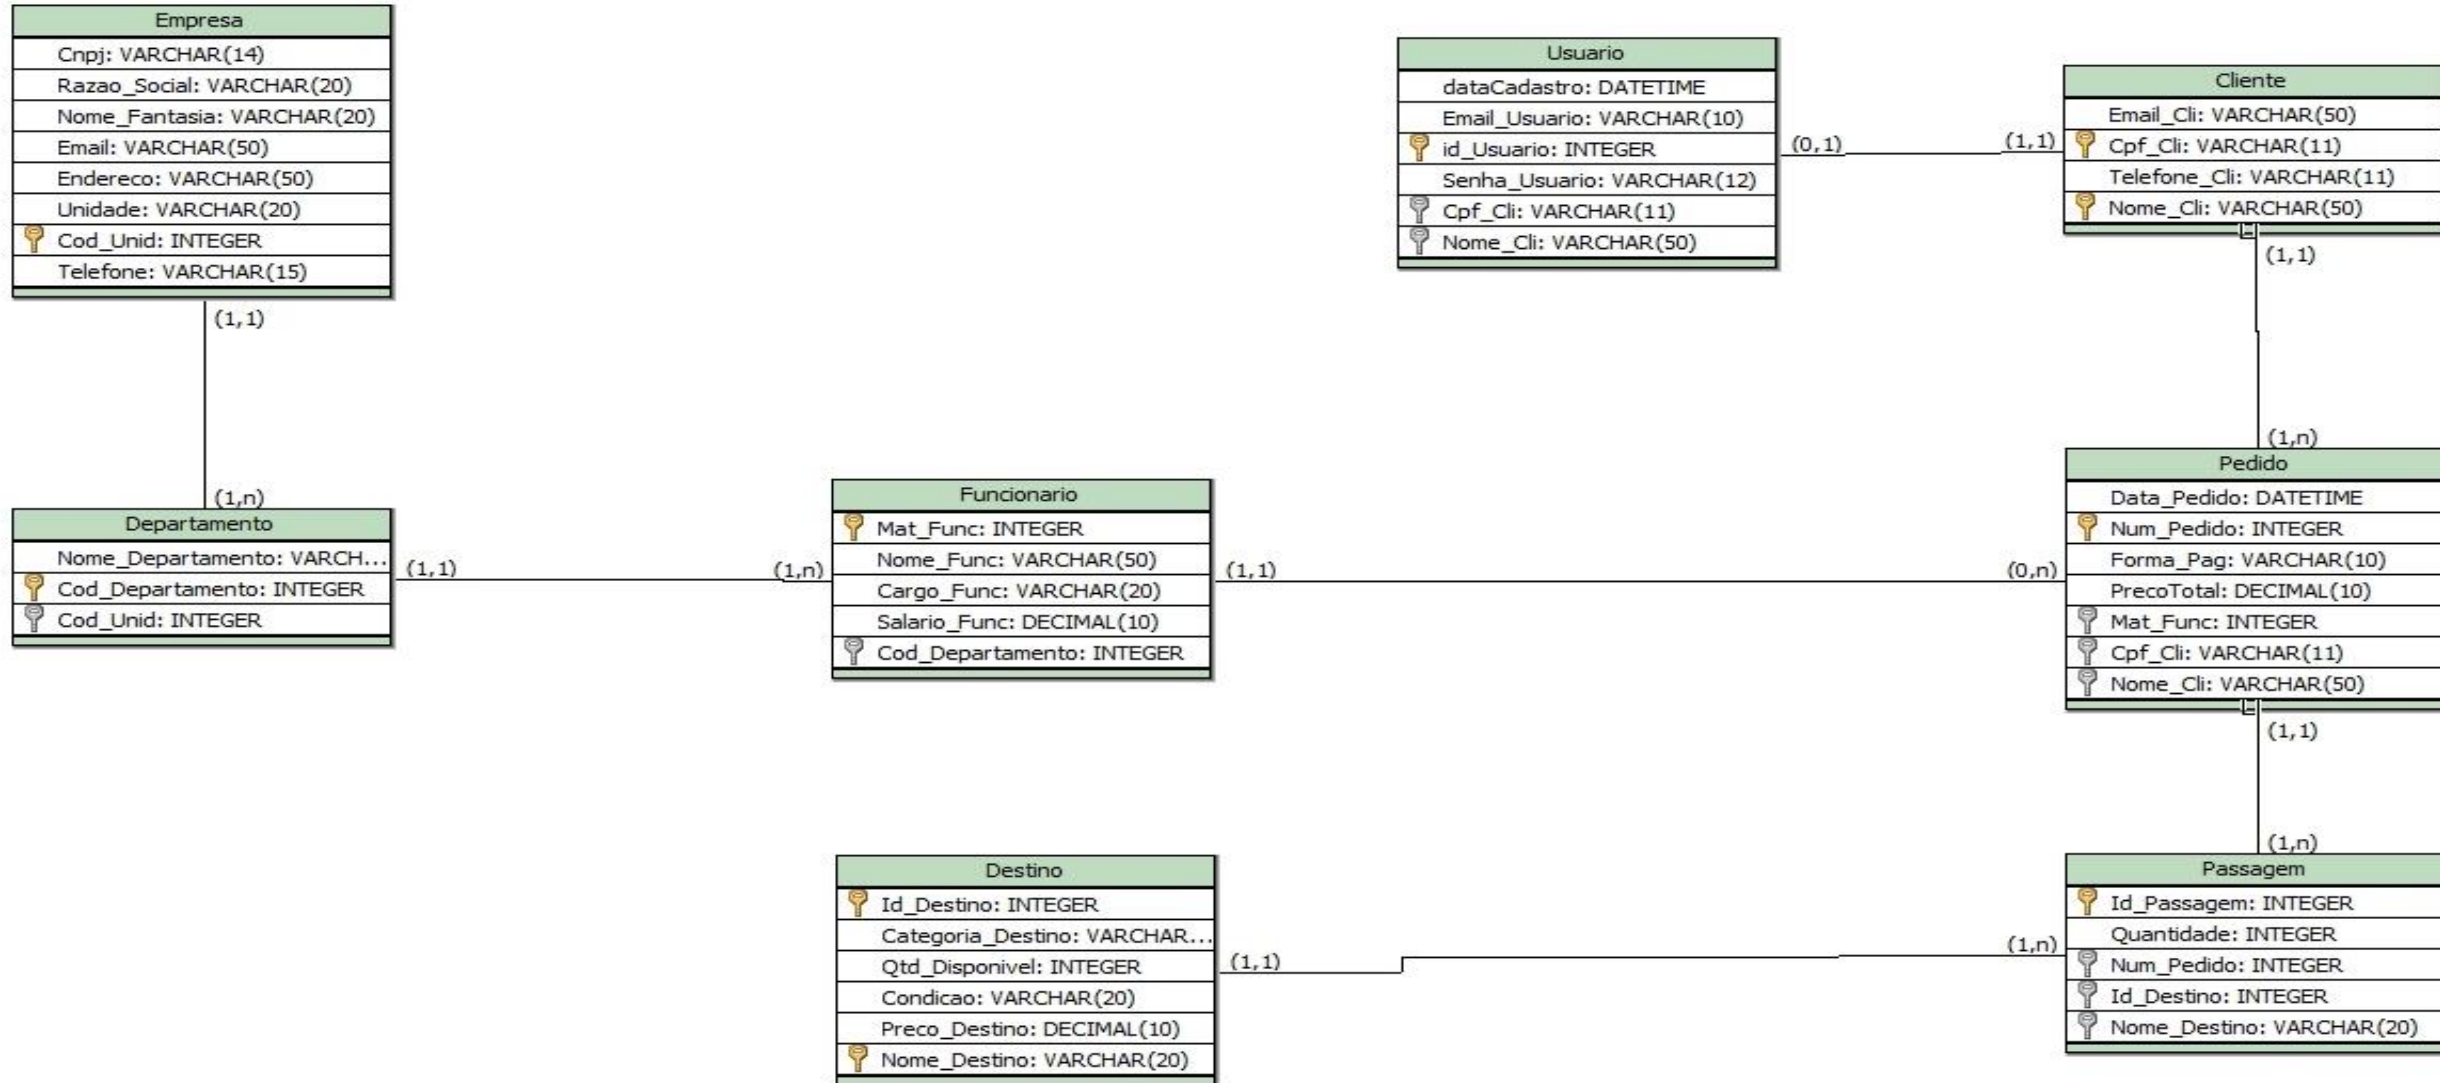 Empresa
Cnpj: VARCHAR(14)
Razao_Social: VARCHAR(20)
Nome_Fantasia: VARCHAR(20)
Email: VARCHAR(50)
Endereco: VARCHAR(50)
Unidade: VARCHAR(20)
Cod_Unid: INTEGER
Telefone: VARCHAR(15)
(1,1)
(1,n)
Usuario
dataCadastro: DATETIME
Email_Usuario: VARCHAR(10)
id_Usuario: INTEGER
Senha_Usuario: VARCHAR(12)
Cpf_Cli: VARCHAR(11)
Nome_Cli: VARCHAR(50)
(0,1)
(1,1)
Cliente
Email_Cli: VARCHAR(50)
Cpf_Cli: VARCHAR(11)
Telefone_Cli: VARCHAR(11)
Nome_Cli: VARCHAR(50)
(1,1)
(1,n)
Departamento
Nome_Departamento: VARCH...
Cod_Departamento: INTEGER
Cod_Unid: INTEGER
(1,1)
(1,n)
Funcionario
Mat_Func: INTEGER
Nome_Func: VARCHAR(50)
Cargo_Func: VARCHAR(20)
Salario_Func: DECIMAL(10)
Cod_Departamento: INTEGER
(1,1)
(0,n)
Pedido
Data_Pedido: DATETIME
Num_Pedido: INTEGER
Forma_Pag: VARCHAR(10)
PrecoTotal: DECIMAL(10)
Mat_Func: INTEGER
Cpf_Cli: VARCHAR(11)
Nome_Cli: VARCHAR(50)
(1,1)
(1,n)
Destino
Id_Destino: INTEGER
Categoria_Destino: VARCHAR...
Qtd_Disponivel: INTEGER
Condicao: VARCHAR(20)
Preco_Destino: DECIMAL(10)
Nome_Destino: VARCHAR(20)
(1,1)
(1,n)
Passagem
Id_Passagem: INTEGER
Quantidade: INTEGER
Num_Pedido: INTEGER
Id_Destino: INTEGER
Nome_Destino: VARCHAR(20)